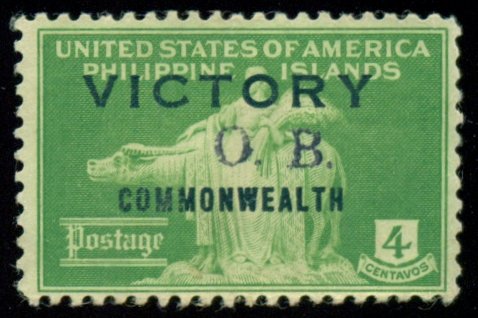 UNITED STATES OF AMERICA
PHILIPPINE ISLANDS
VICTORY
O. B.
COMMONWEALTH
Postage
4
CENTAVOS